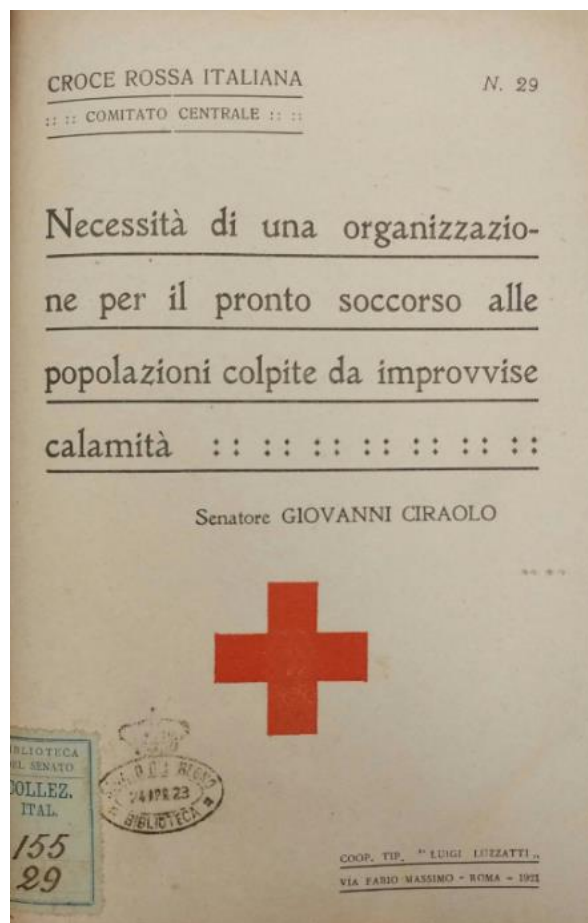 CROCE ROSSA ITALIANA
N. 29
:: :: COMITATO CENTRALE :: ::
Necessità di una organizzazio-
ne per il pronto soccorso alle
popolazioni colpite da improvvise
calamità :: :: :: :: :: :: ::
Senatore GIOVANNI CIRAOLO
BIBLIOTECA
DEL SENATO
COLLEZ.
ITAL.
155
29
24 APR 23
BIBLIOTECA
COOP. TIP. "LUIGI LUZZATTI„
VIA FABIO MASSIMO - ROMA - 1921